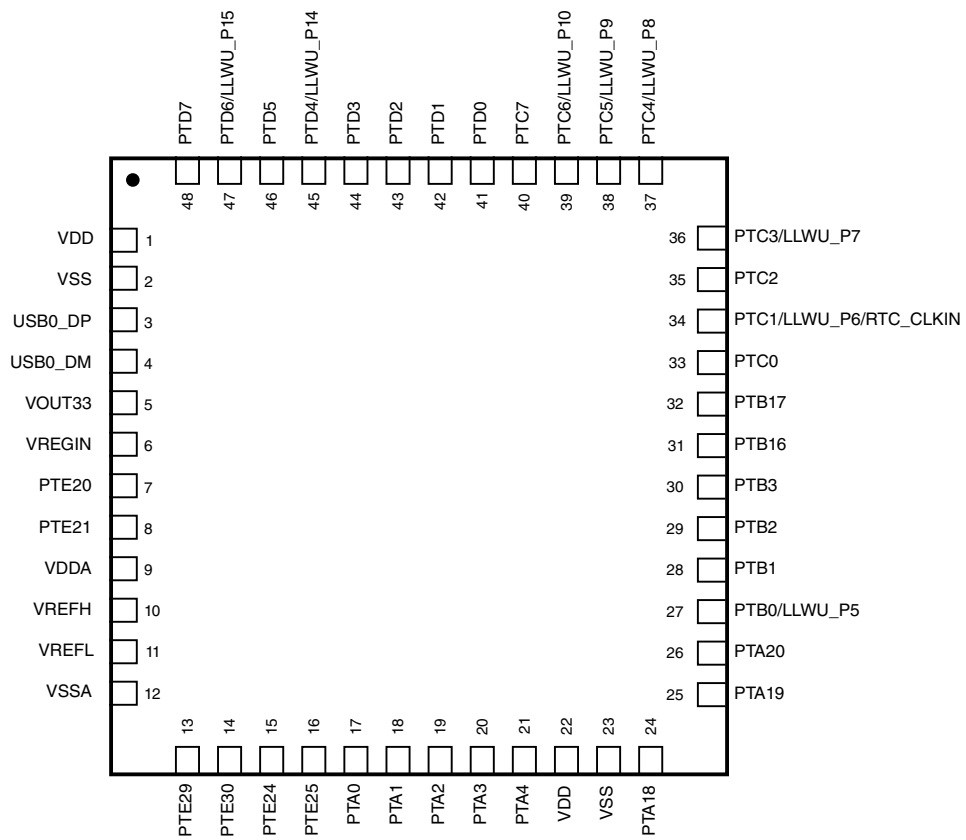 PTD7
PTD6/LLWU_P15
PTD5
PTD4/LLWU_P14
PTD3
PTD2
PTD1
PTD0
PTC7
PTC6/LLWU_P10
PTC5/LLWU_P9
PTC4/LLWU_P8
48
47
46
45
44
43
42
41
40
39
38
37
VDD 1
VSS 2
USB0_DP 3
USB0_DM 4
VOUT33 5
VREGIN 6
PTE20 7
PTE21 8
VDDA 9
VREFH 10
VREFL 11
VSSA 12
36 PTC3/LLWU_P7
35 PTC2
34 PTC1/LLWU_P6/RTC_CLKIN
33 PTC0
32 PTB17
31 PTB16
30 PTB3
29 PTB2
28 PTB1
27 PTB0/LLWU_P5
26 PTA20
25 PTA19
13
14
15
16
17
18
19
20
21
22
23
24
PTE29
PTE30
PTE24
PTE25
PTA0
PTA1
PTA2
PTA3
PTA4
VDD
VSS
PTA18